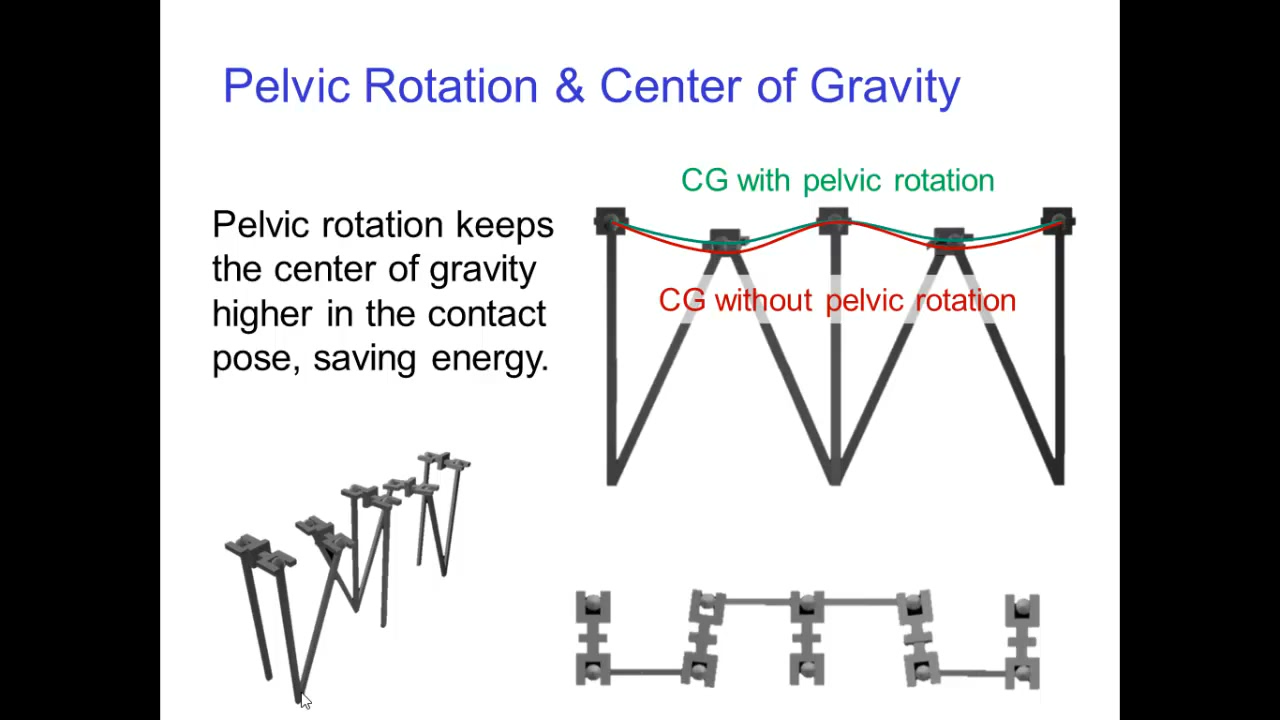 Pelvic Rotation & Center of Gravity
CG with pelvic rotation
Pelvic rotation keeps
the center of gravity
higher in the contact
pose, saving energy.
CG without pelvic rotation